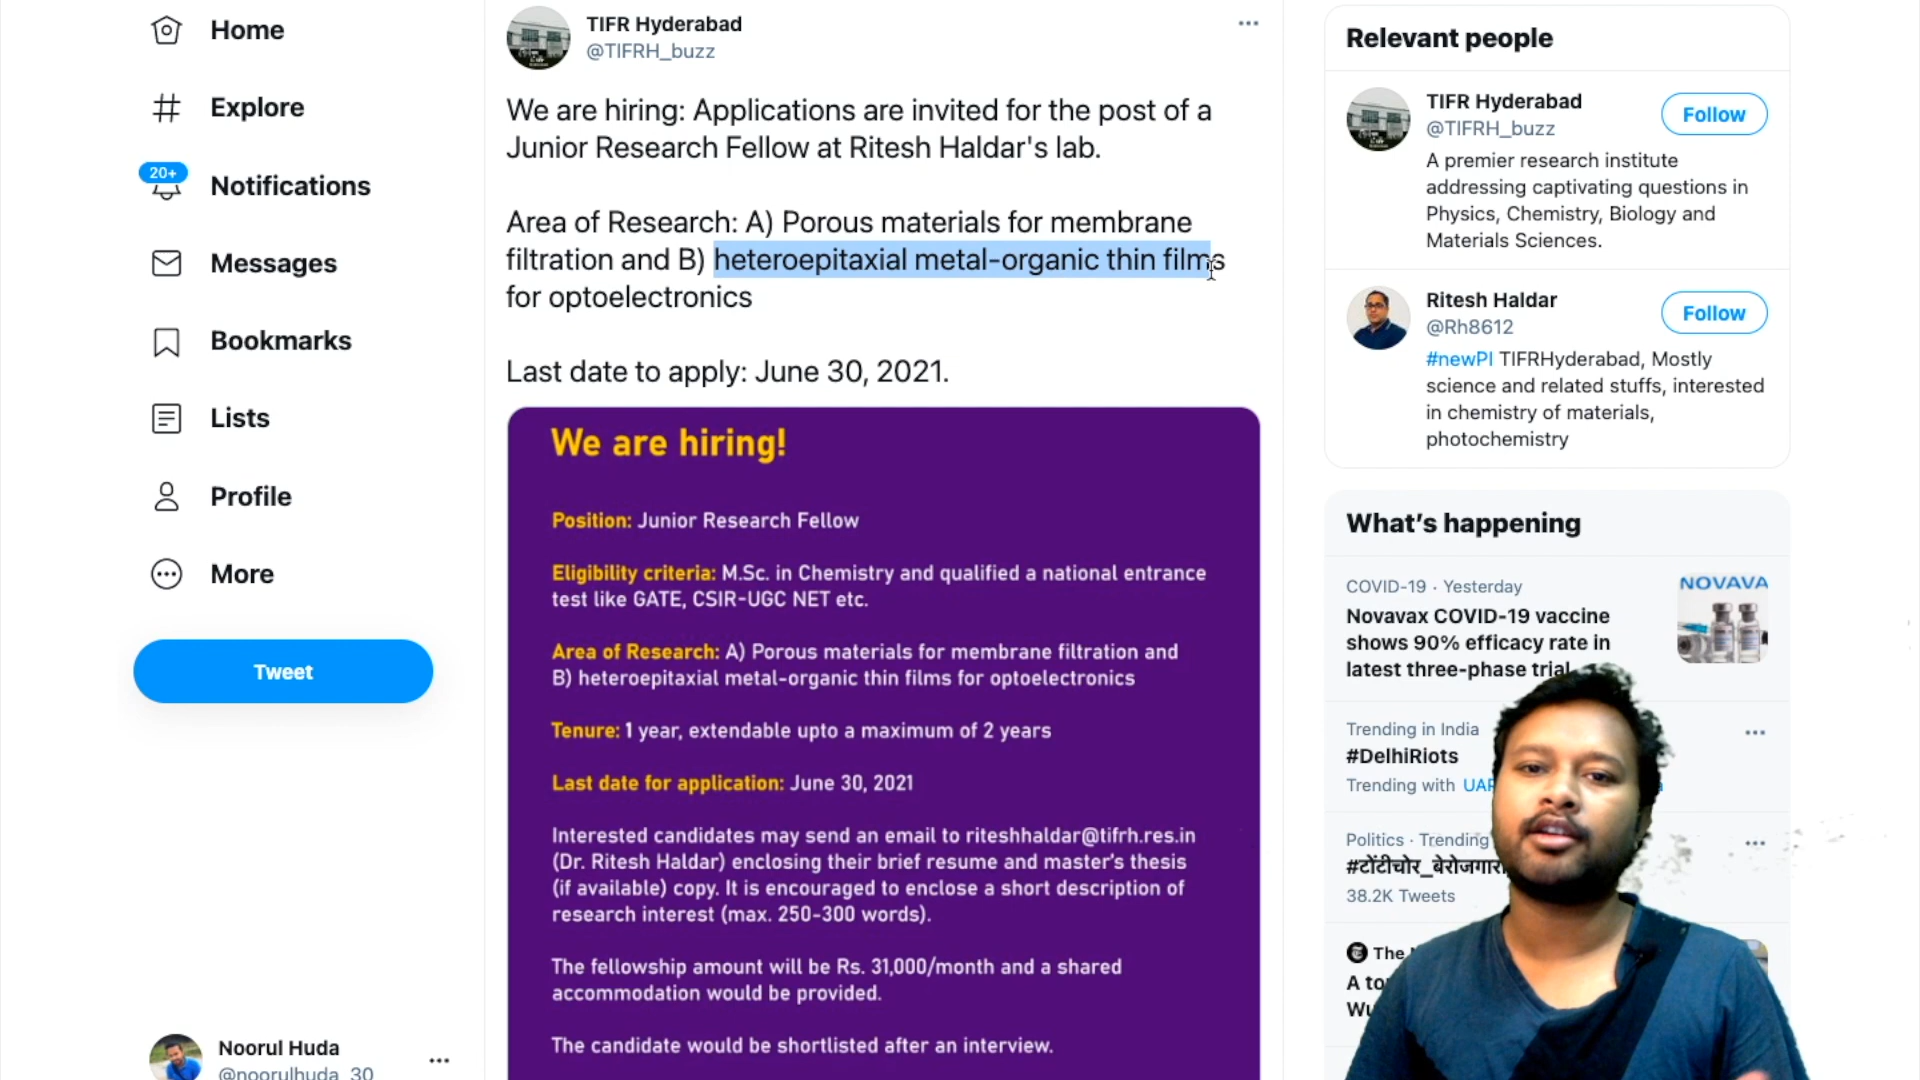 Home
Explore
20+
Notifications
Messages
Bookmarks
Lists
Profile
More
Tweet
Noorul Huda
@noorulhuda_30
TIFR Hyderabad
@TIFRH_buzz
We are hiring: Applications are invited for the post of a
Junior Research Fellow at Ritesh Haldar's lab.
Area of Research: A) Porous materials for membrane
filtration and B) heteroepitaxial metal-organic thin films
for optoelectronics
Last date to apply: June 30, 2021.
We are hiring!
Position: Junior Research Fellow
Eligibility criteria: M.Sc. in Chemistry and qualified a national entrance
test like GATE, CSIR-UGC NET etc.
Area of Research: A) Porous materials for membrane filtration and
B) heteroepitaxial metal-organic thin films for optoelectronics
Tenure: 1 year, extendable upto a maximum of 2 years
Last date for application: June 30, 2021
Interested candidates may send an email to riteshhaldar@tifrh.res.in
(Dr. Ritesh Haldar) enclosing their brief resume and master's thesis
(if available) copy. It is encouraged to enclose a short description of
research interest (max. 250-300 words).
The fellowship amount will be Rs. 31,000/month and a shared
accommodation would be provided.
The candidate would be shortlisted after an interview.
Relevant people
TIFR Hyderabad
@TIFRH_buzz
Follow
A premier research institute
addressing captivating questions in
Physics, Chemistry, Biology and
Materials Sciences.
Ritesh Haldar
@Rh8612
Follow
#newPI TIFRHyderabad, Mostly
science and related stuffs, interested
in chemistry of materials,
photochemistry
What's happening
COVID-19 · Yesterday
Novavax COVID-19 vaccine
shows 90% efficacy rate in
latest three-phase trial
NOVAVA
Trending in India
#DelhiRiots
Trending with UAP
Politics · Trending
#टोंटीचोर_बेरोजगार
38.2K Tweets
The
A to
Wu